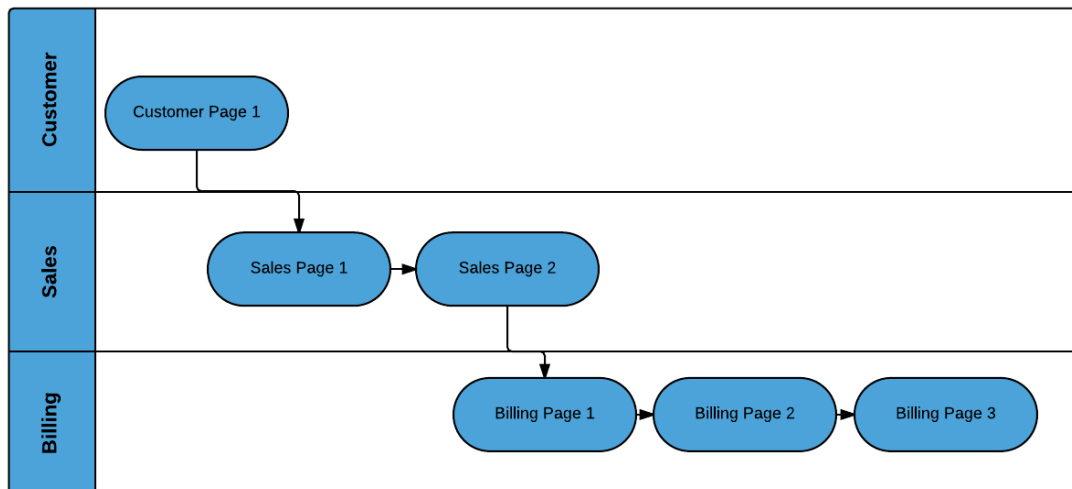 Customer
Customer Page 1
Sales
Sales Page 1
Sales Page 2
Billing
Billing Page 1
Billing Page 2
Billing Page 3